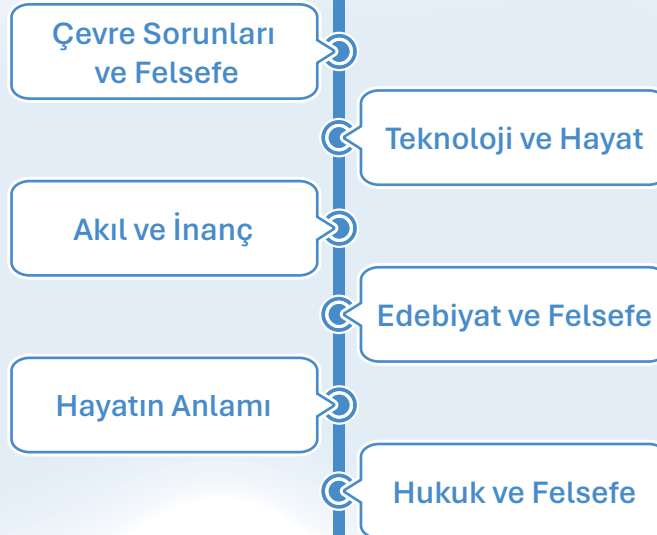 Çevre Sorunları
ve Felsefe
Teknoloji ve Hayat
Akıl ve İnanç
Edebiyat ve Felsefe
Hayatın Anlamı
Hukuk ve Felsefe